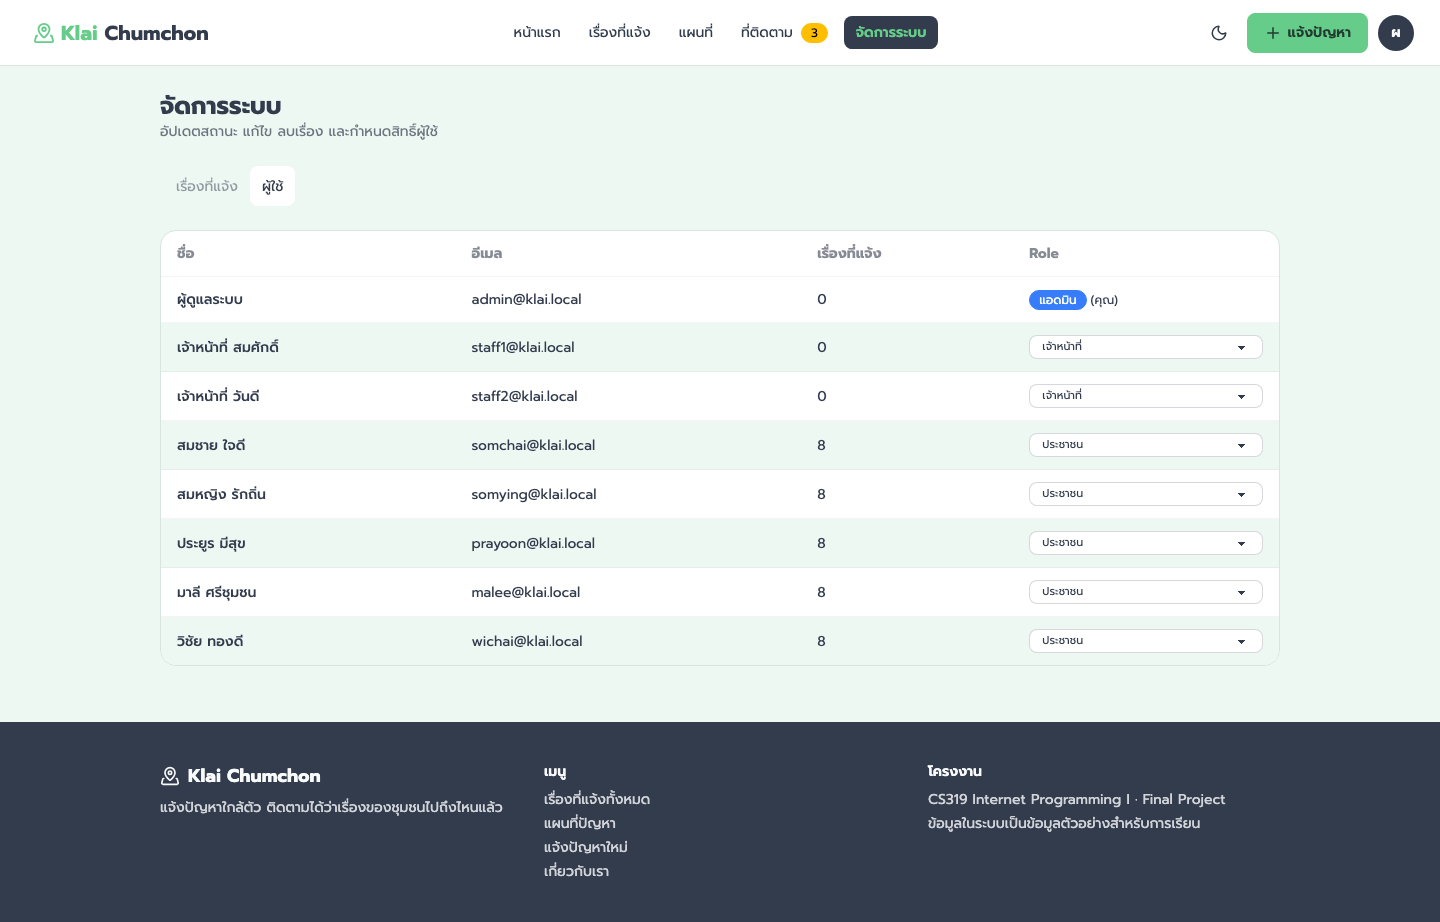 Klai Chumchon หน้าแรก เรื่องที่แจ้ง แผนที่ ที่ติดตาม 3 จัดการระบบ แจ้งปัญหา ผ
จัดการระบบ
อัปเดตสถานะ แก้ไข ลบเรื่อง และกำหนดสิทธิ์ผู้ใช้
เรื่องที่แจ้ง ผู้ใช้
ชื่อ อีเมล เรื่องที่แจ้ง Role
ผู้ดูแลระบบ admin@klai.local 0 แอดมิน (คุณ)
เจ้าหน้าที่ สมศักดิ์ staff1@klai.local 0 เจ้าหน้าที่
เจ้าหน้าที่ วันดี staff2@klai.local 0 เจ้าหน้าที่
สมชาย ใจดี somchai@klai.local 8 ประชาชน
สมหญิง รักถิ่น somying@klai.local 8 ประชาชน
ประยูร มีสุข prayoon@klai.local 8 ประชาชน
มาลี ศรีชุมชน malee@klai.local 8 ประชาชน
วิชัย ทองดี wichai@klai.local 8 ประชาชน
Klai Chumchon
แจ้งปัญหาใกล้ตัว ติดตามได้ว่าเรื่องของชุมชนไปถึงไหนแล้ว
เมนู
เรื่องที่แจ้งทั้งหมด
แผนที่ปัญหา
แจ้งปัญหาใหม่
เกี่ยวกับเรา
โครงงาน
CS319 Internet Programming I · Final Project
ข้อมูลในระบบเป็นข้อมูลตัวอย่างสำหรับการเรียน